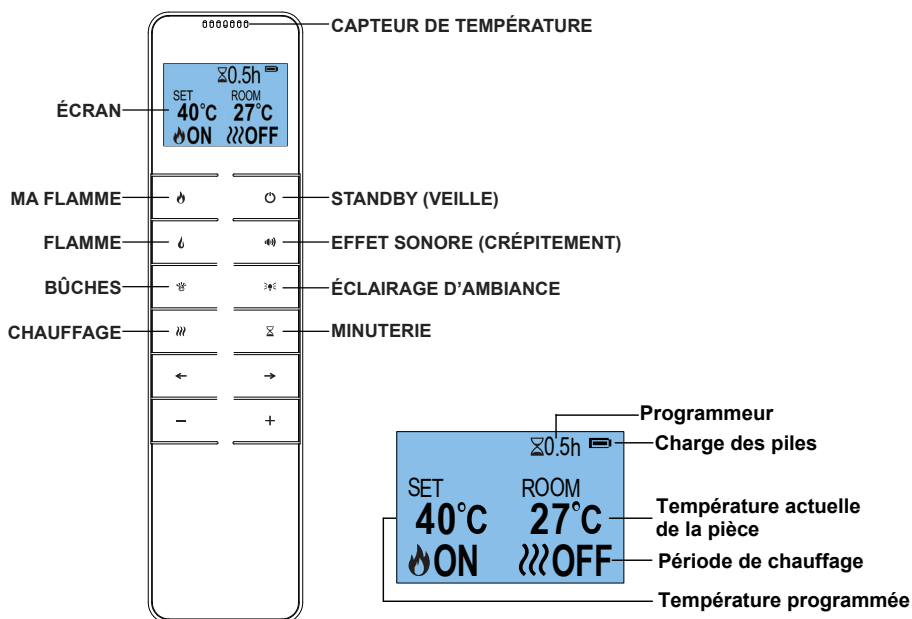 CAPTEUR DE TEMPÉRATURE
0.5h
SET ROOM
40°C 27°C
ON OFF
ÉCRAN
MA FLAMME
STANDBY (VEILLE)
FLAMME
EFFET SONORE (CRÉPITEMENT)
BÛCHES
ÉCLAIRAGE D’AMBIANCE
CHAUFFAGE
MINUTERIE
Programmeur
0.5h
Charge des piles
SET ROOM
40°C 27°C
Température actuelle
de la pièce
ON OFF
Période de chauffage
Température programmée